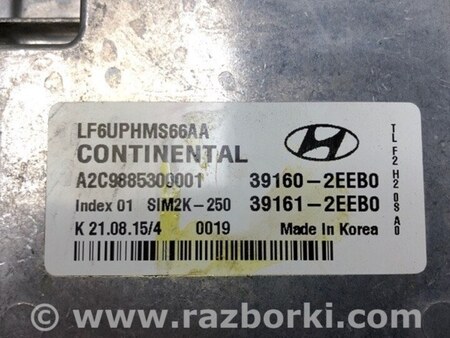 LF6UPHMS66AA
CONTINENTAL
A2C9885300001 39160-2EEB0
Index 01 SIM2K-250 39161-2EEB0
K 21.08.15/4 0019 Made in Korea
TL F2 H2 0S A0
© www.razborki.com